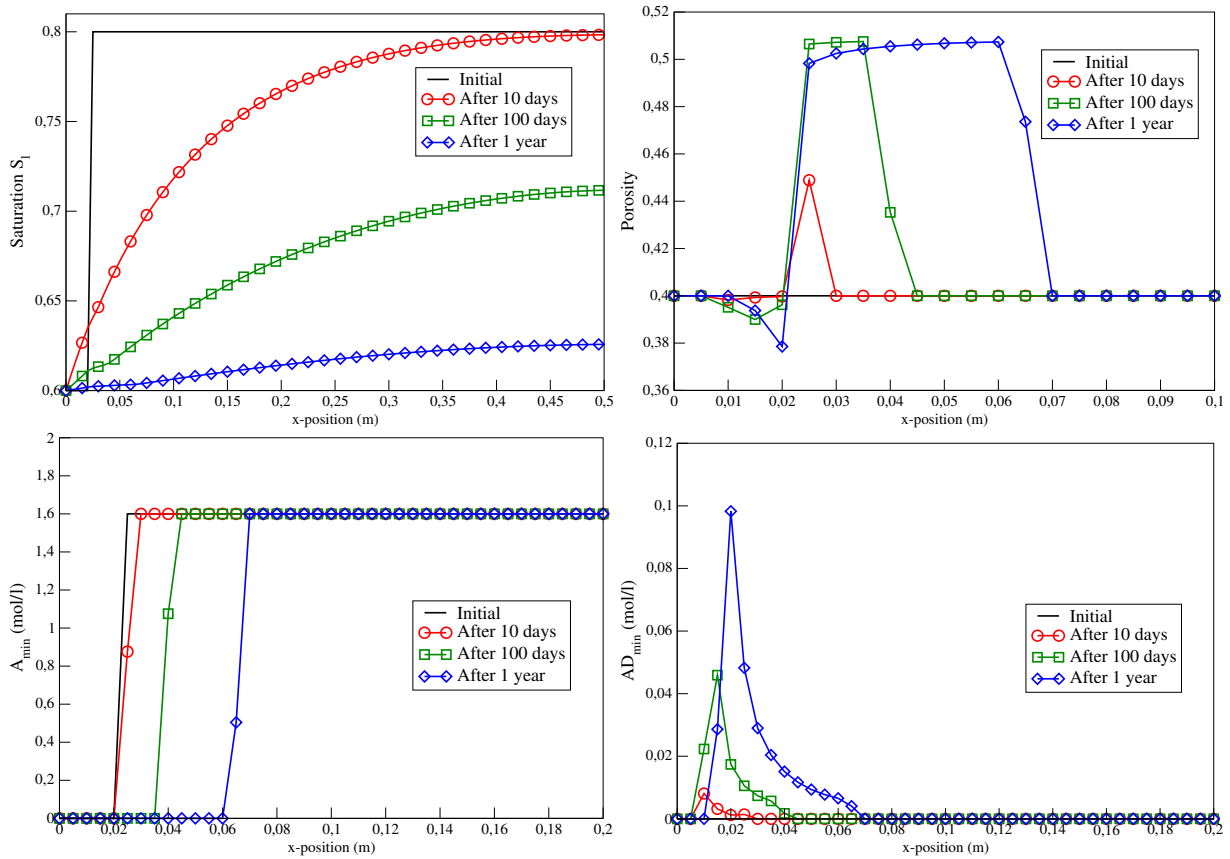 0,8
0,75
0,7
0,65
0,6
Saturation S_l
Initial
After 10 days
After 100 days
After 1 year
0 0,05 0,1 0,15 0,2 0,25 0,3 0,35 0,4 0,45 0,5
x-position (m)
0,52
0,5
0,48
0,46
0,44
0,42
0,4
0,38
0,36
Porosity
Initial
After 10 days
After 100 days
After 1 year
0 0,01 0,02 0,03 0,04 0,05 0,06 0,07 0,08 0,09 0,1
x-position (m)
2
1,8
1,6
1,4
1,2
1
0,8
0,6
0,4
0,2
0
A_min (mol/l)
Initial
After 10 days
After 100 days
After 1 year
0 0,02 0,04 0,06 0,08 0,1 0,12 0,14 0,16 0,18 0,2
x-position (m)
0,12
0,1
0,08
0,06
0,04
0,02
0
AD_min (mol/l)
Initial
After 10 days
After 100 days
After 1 year
0 0,02 0,04 0,06 0,08 0,1 0,12 0,14 0,16 0,18 0,2
x-position (m)